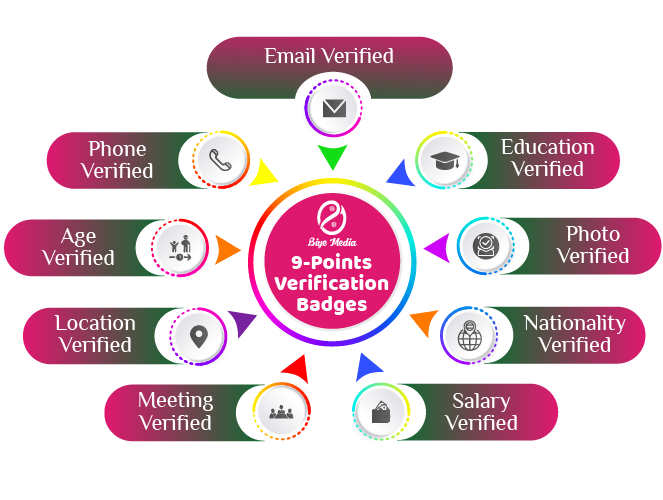 Email Verified
Phone
Verified
Education
Verified
Age
Verified
Biye Media
9-Points
Verification
Badges
Photo
Verified
Location
Verified
Nationality
Verified
Meeting
Verified
Salary
Verified